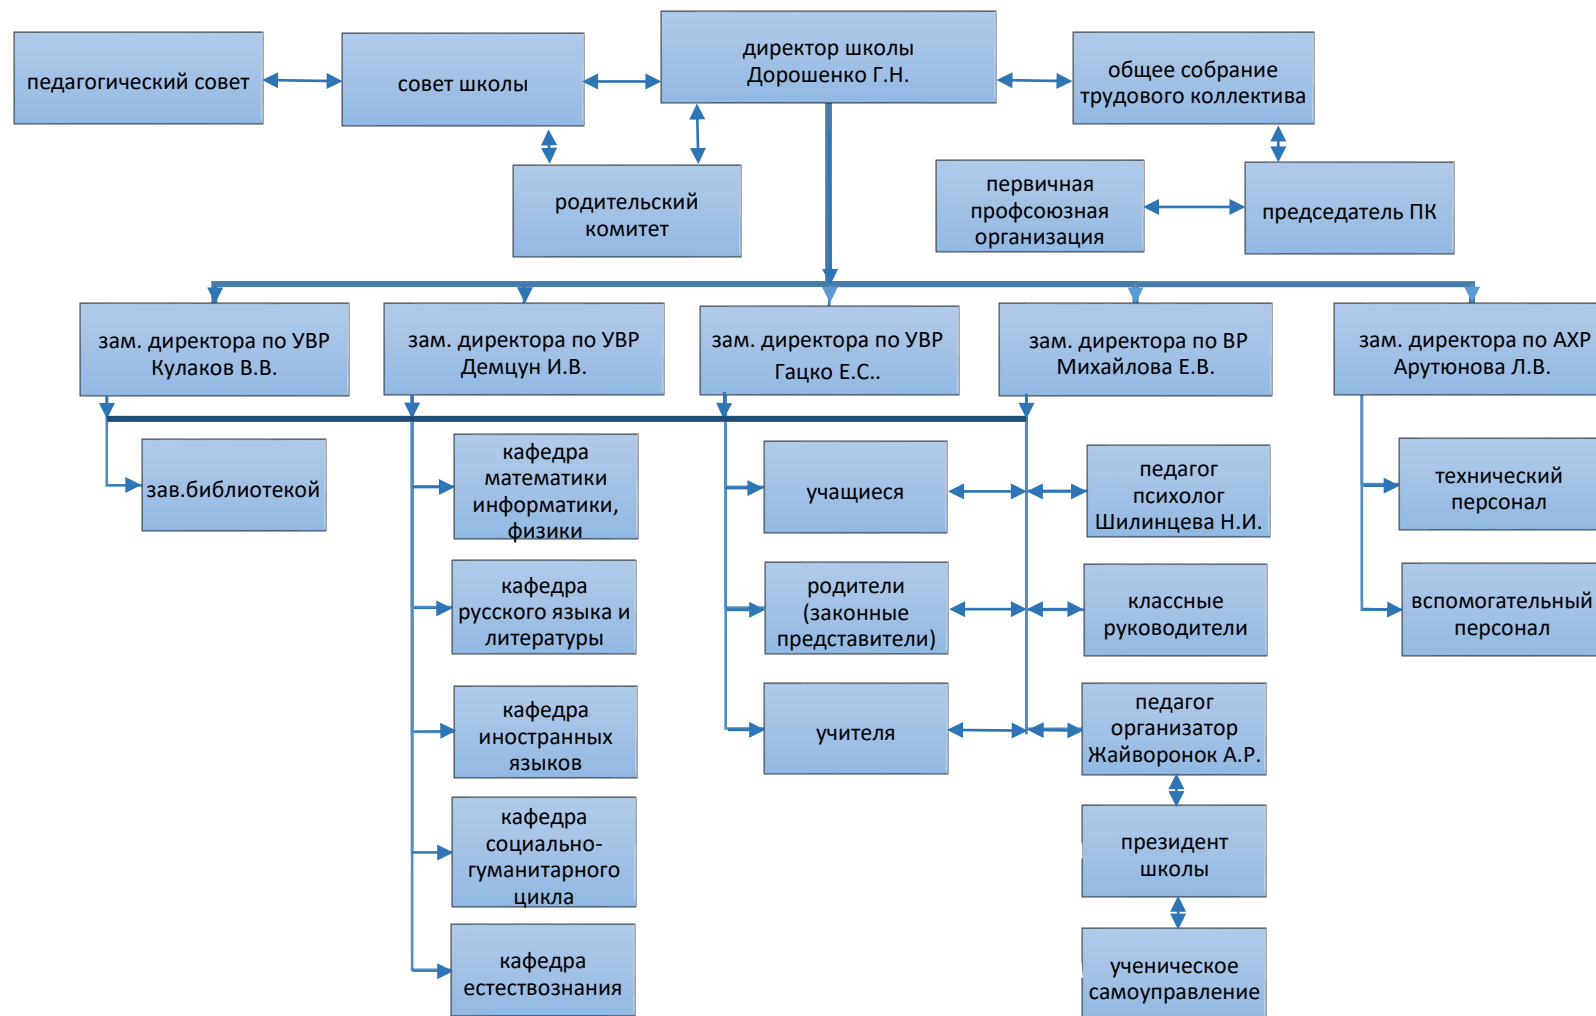 педагогический совет
совет школы
директор школы
Дорошенко Г.Н.
общее собрание
трудового коллектива
родительский
комитет
первичная
профсоюзная
организация
председатель ПК
зам. директора по УВР
Кулаков В.В.
зам. директора по УВР
Демцун И.В.
зам. директора по УВР
Гацко Е.С..
зам. директора по ВР
Михайлова Е.В.
зам. директора по АХР
Арутюнова Л.В.
зав.библиотекой
кафедра
математики
информатики,
физики
учащиеся
педагог
психолог
Шилинцева Н.И.
технический
персонал
кафедра
русского языка и
литературы
родители
(законные
представители)
классные
руководители
вспомогательный
персонал
кафедра
иностранных
языков
учителя
педагог
организатор
Жайворонок А.Р.
кафедра
социально-
гуманитарного
цикла
президент
школы
кафедра
естествознания
ученическое
самоуправление